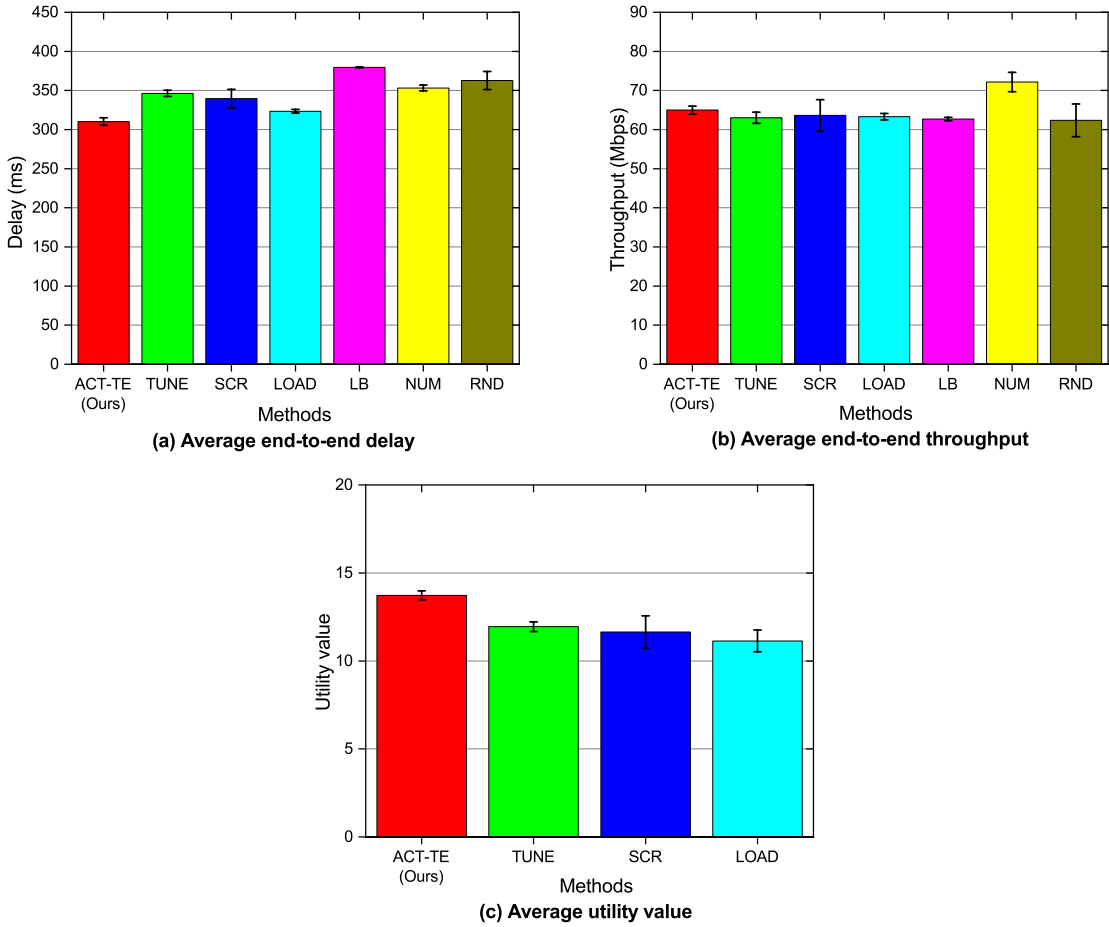 450
400
350
300
250
200
150
100
50
0
Delay (ms)
ACT-TE TUNE SCR LOAD LB NUM RND
(Ours)
Methods
(a) Average end-to-end delay
90
80
70
60
50
40
30
20
10
0
Throughput (Mbps)
ACT-TE TUNE SCR LOAD LB NUM RND
(Ours)
Methods
(b) Average end-to-end throughput
20
15
10
5
0
Utility value
ACT-TE TUNE SCR LOAD
(Ours)
Methods
(c) Average utility value